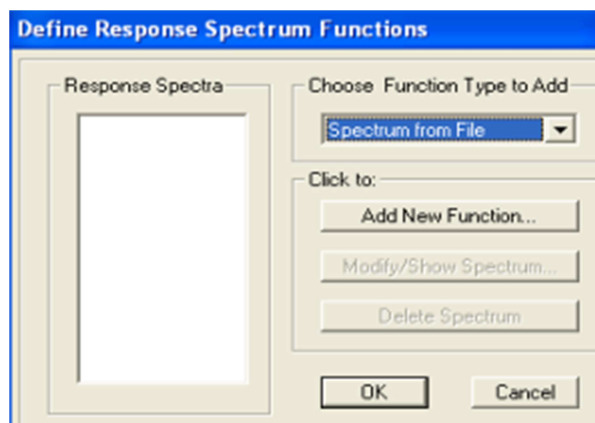 Define Response Spectrum Functions
Response Spectra
Choose Function Type to Add
Spectrum from File
Click to:
Add New Function...
Modify/Show Spectrum...
Delete Spectrum
OK
Cancel